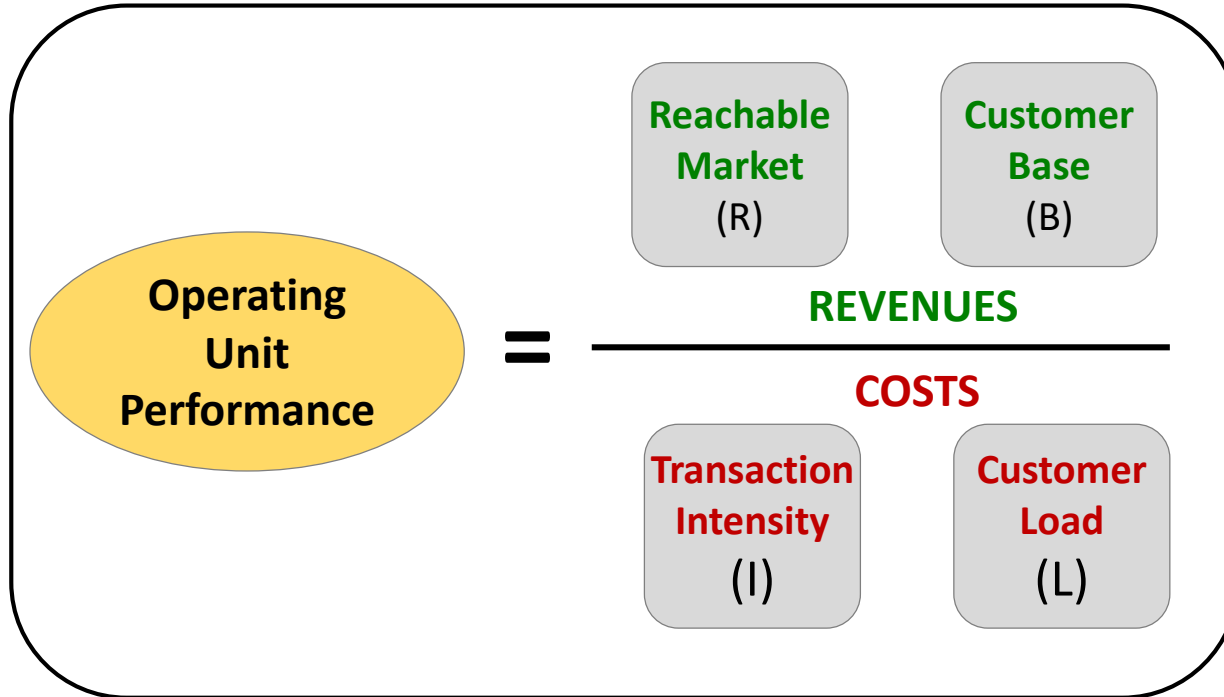 Reachable
Market
(R)
Customer
Base
(B)
Operating
Unit
Performance
=
REVENUES
COSTS
Transaction
Intensity
(I)
Customer
Load
(L)